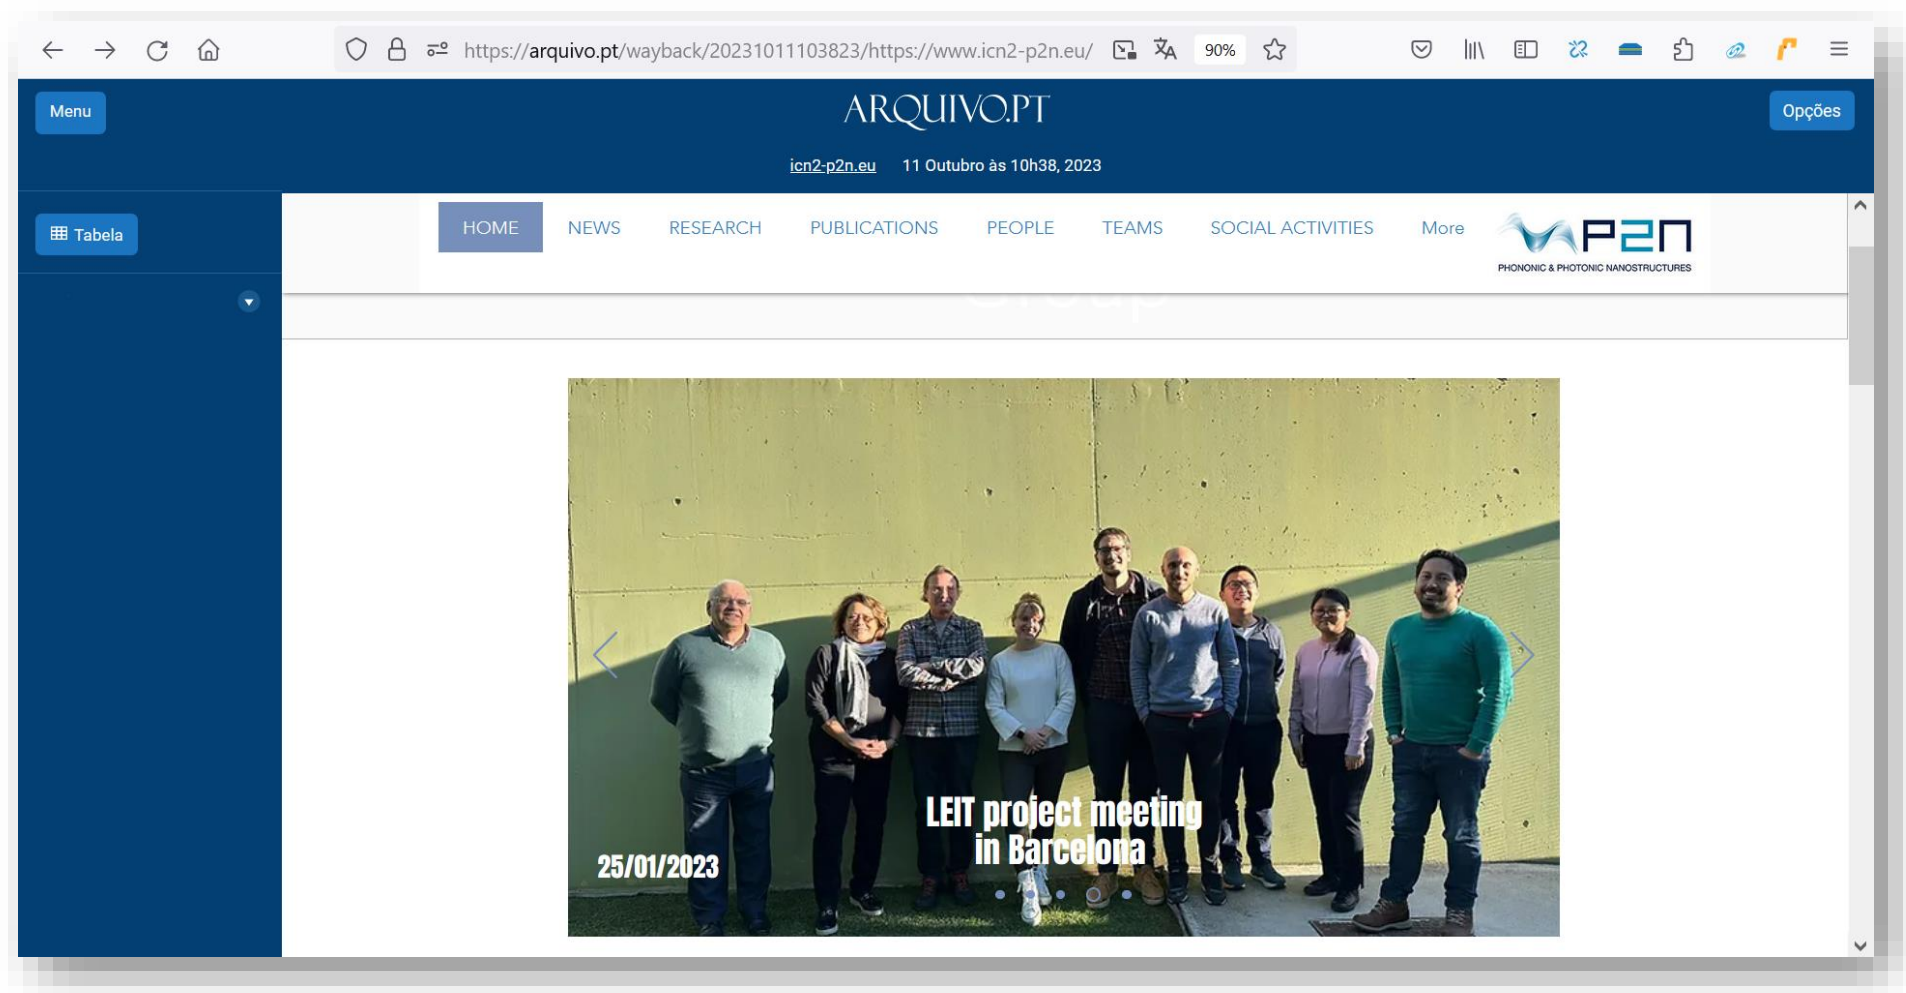 https://arquivo.pt/wayback/20231011103823/https://www.icn2-p2n.eu/ 90%
Menu
ARQUIVO.PT
Opções
icn2-p2n.eu 11 Outubro às 10h38, 2023
Tabela
HOME NEWS RESEARCH PUBLICATIONS PEOPLE TEAMS SOCIAL ACTIVITIES More
P2N
PHONONIC & PHOTONIC NANOSTRUCTURES
Group
LEIT project meeting
in Barcelona
25/01/2023